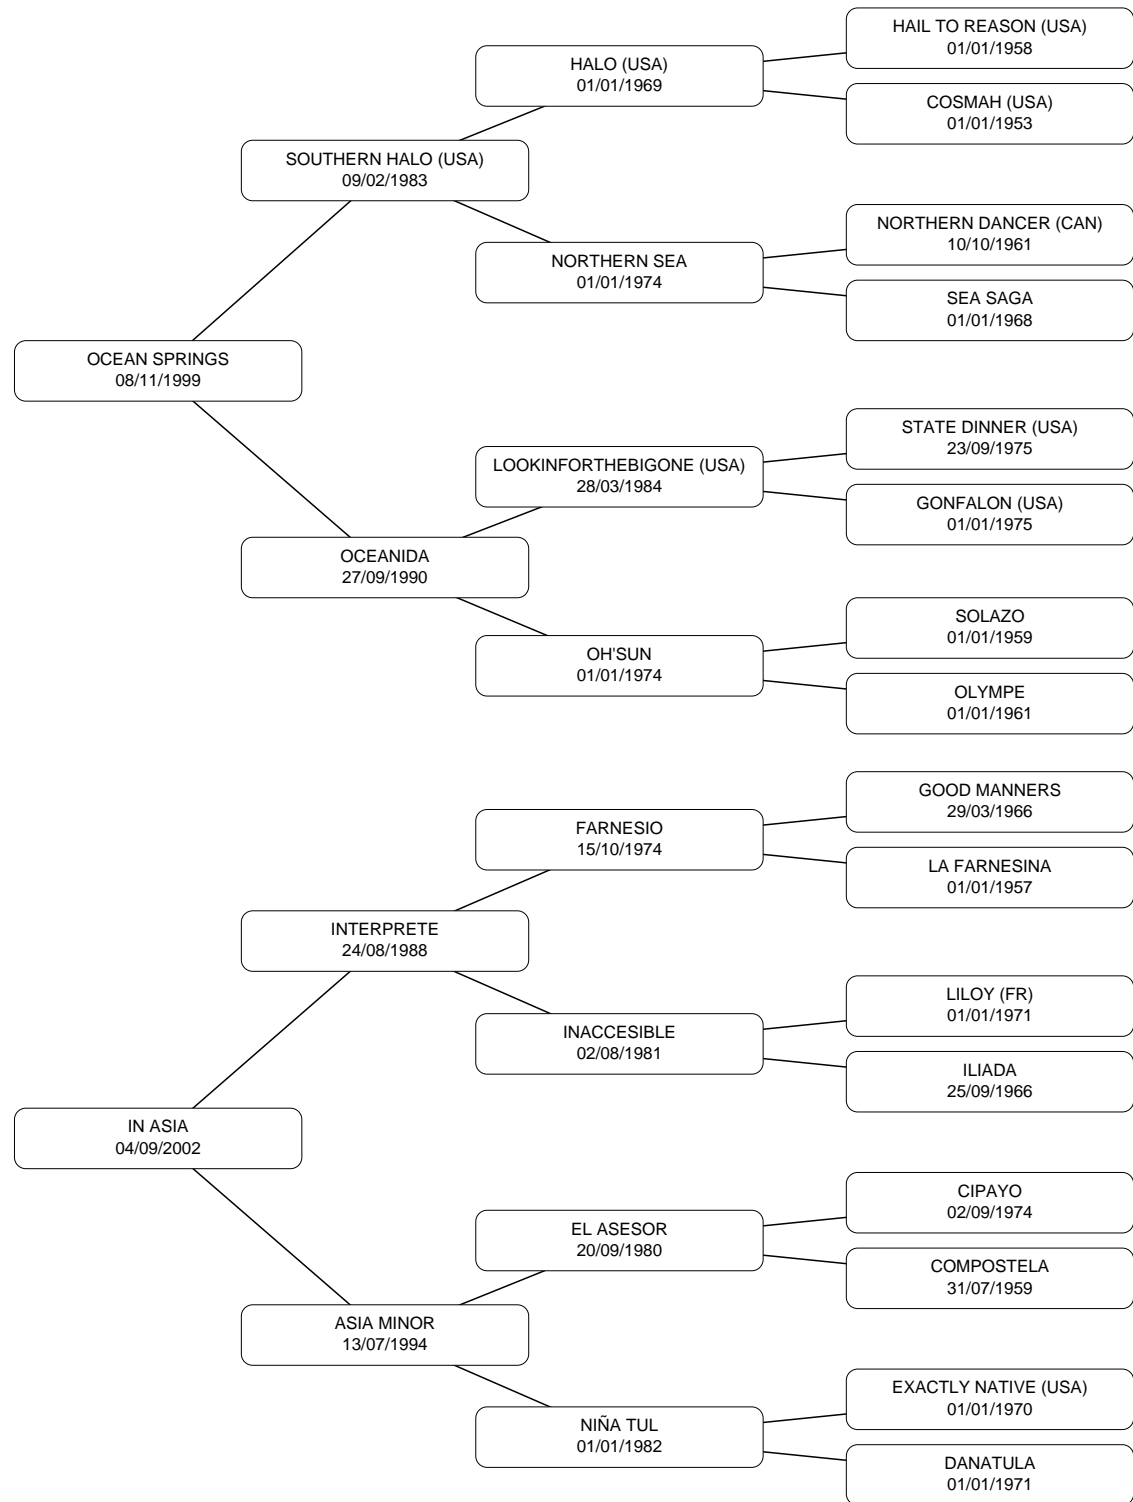 HAIL TO REASON (USA)
01/01/1958
HALO (USA)
01/01/1969
COSMAH (USA)
01/01/1953
SOUTHERN HALO (USA)
09/02/1983
NORTHERN DANCER (CAN)
10/10/1961
NORTHERN SEA
01/01/1974
SEA SAGA
01/01/1968
OCEAN SPRINGS
08/11/1999
STATE DINNER (USA)
23/09/1975
LOOKINFORTHEBIGONE (USA)
28/03/1984
GONFALON (USA)
01/01/1975
OCEANIDA
27/09/1990
SOLAZO
01/01/1959
OH'SUN
01/01/1974
OLYMPE
01/01/1961
GOOD MANNERS
29/03/1966
FARNESIO
15/10/1974
LA FARNESINA
01/01/1957
INTERPRETE
24/08/1988
LILOY (FR)
01/01/1971
INACCESIBLE
02/08/1981
ILIADA
25/09/1966
IN ASIA
04/09/2002
CIPAYO
02/09/1974
EL ASESOR
20/09/1980
COMPOSTELA
31/07/1959
ASIA MINOR
13/07/1994
EXACTLY NATIVE (USA)
01/01/1970
NIÑA TUL
01/01/1982
DANATULA
01/01/1971